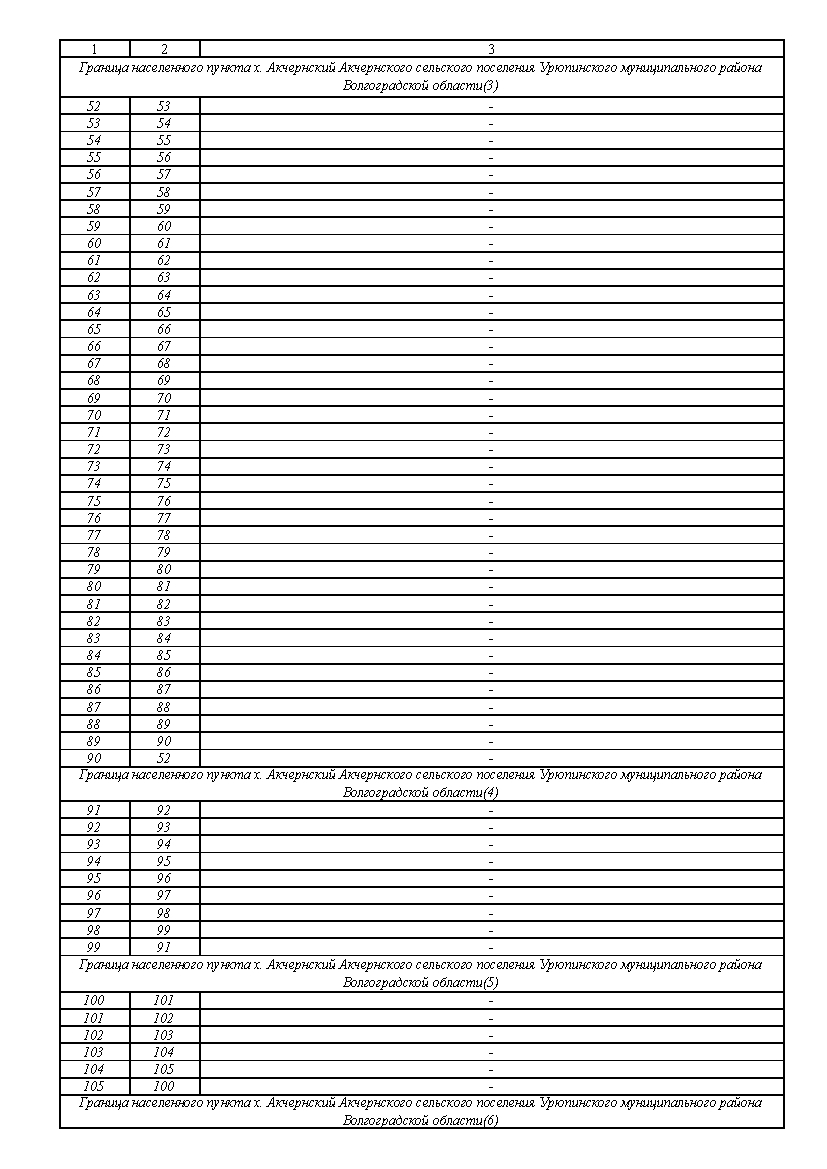 1 2 3
Граница населенного пункта х. Акчернский Акчернского сельского поселения Урюпинского муниципального района
Волгоградской области(3)
52 53 -
53 54 -
54 55 -
55 56 -
56 57 -
57 58 -
58 59 -
59 60 -
60 61 -
61 62 -
62 63 -
63 64 -
64 65 -
65 66 -
66 67 -
67 68 -
68 69 -
69 70 -
70 71 -
71 72 -
72 73 -
73 74 -
74 75 -
75 76 -
76 77 -
77 78 -
78 79 -
79 80 -
80 81 -
81 82 -
82 83 -
83 84 -
84 85 -
85 86 -
86 87 -
87 88 -
88 89 -
89 90 -
90 52 -
Граница населенного пункта х. Акчернский Акчернского сельского поселения Урюпинского муниципального района
Волгоградской области(4)
91 92 -
92 93 -
93 94 -
94 95 -
95 96 -
96 97 -
97 98 -
98 99 -
99 91 -
Граница населенного пункта х. Акчернский Акчернского сельского поселения Урюпинского муниципального района
Волгоградской области(5)
100 101 -
101 102 -
102 103 -
103 104 -
104 105 -
105 100 -
Граница населенного пункта х. Акчернский Акчернского сельского поселения Урюпинского муниципального района
Волгоградской области(6)